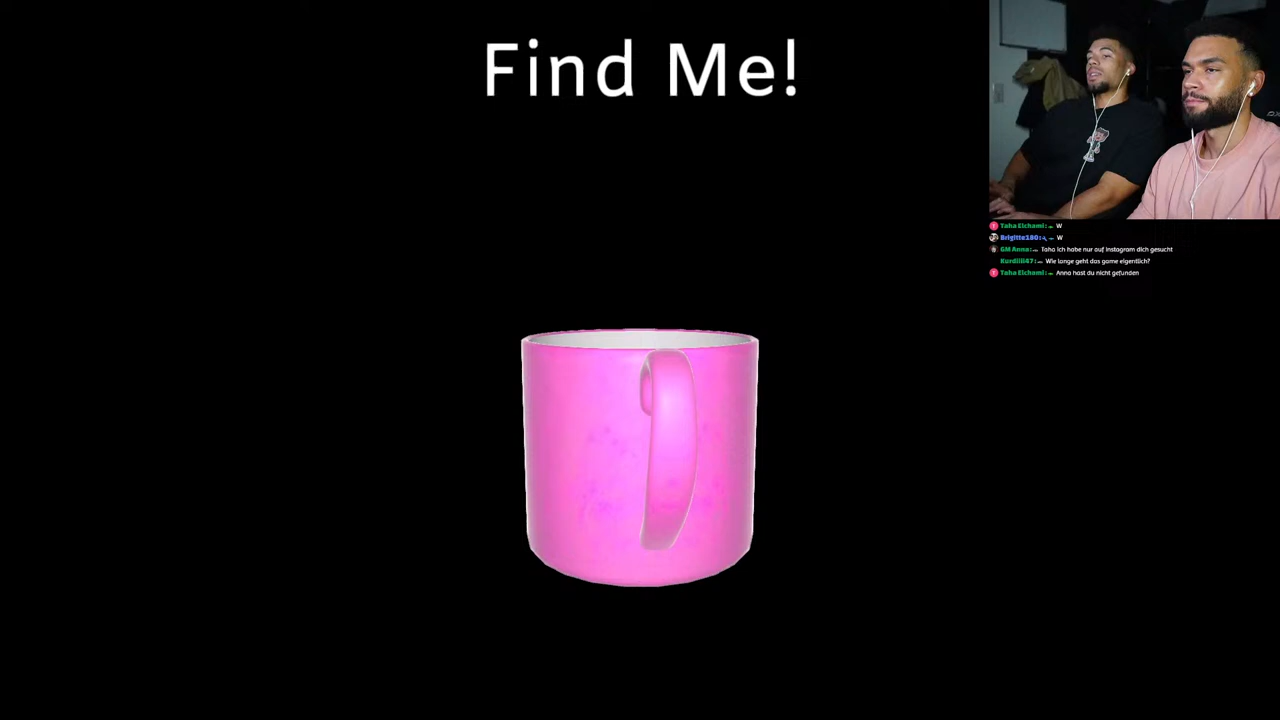 Find Me!
Taha Elchami: W
Brigitte180: W
GM Anna: Taha ich habe nur auf Instagram dich gesucht
Kurdiiii47: Wie lange geht das game eigentlich?
Taha Elchami: Anna hast du nicht gefunden